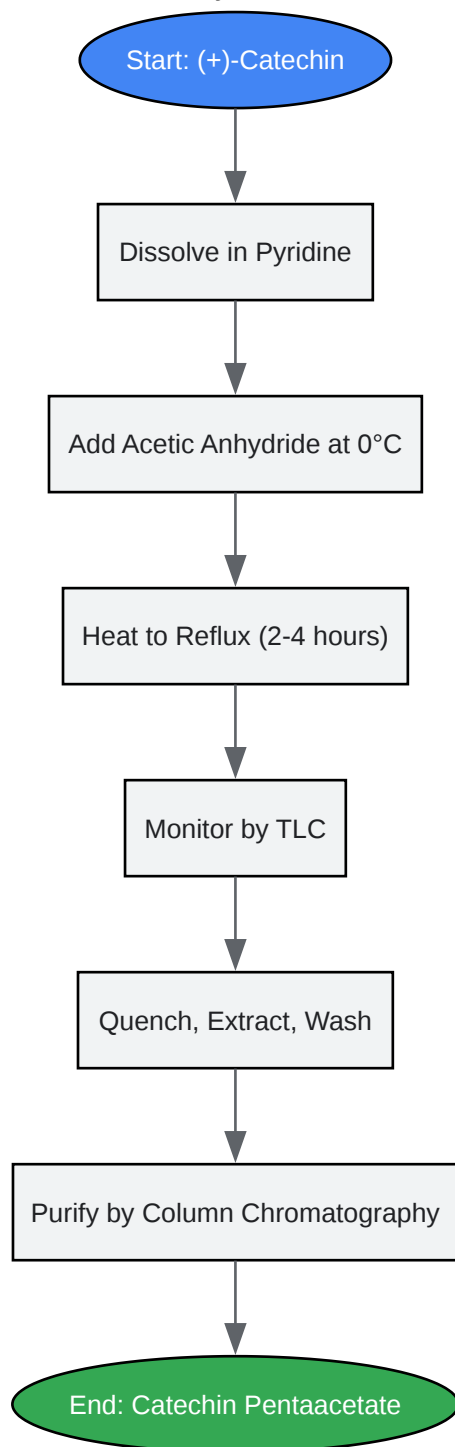 Start: (+)-Catechin
Dissolve in Pyridine
Add Acetic Anhydride at 0°C
Heat to Reflux (2-4 hours)
Monitor by TLC
Quench, Extract, Wash
Purify by Column Chromatography
End: Catechin Pentaacetate